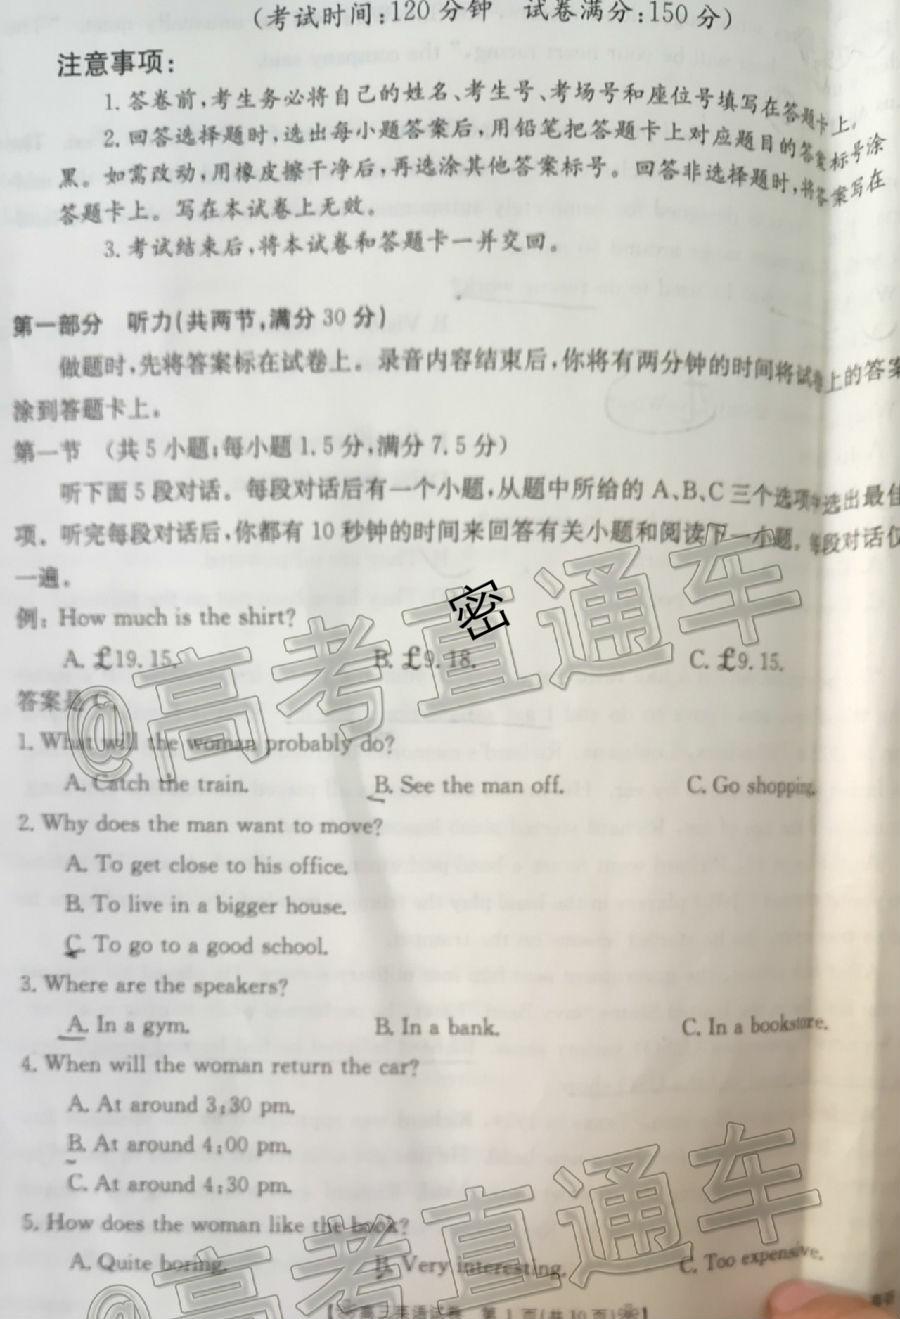 (考试时间:120分钟 试卷满分:150分)
注意事项:
1.答卷前,考生务必将自己的姓名、考生号、考场号和座位号填写在答题卡上。
2.回答选择题时,选出每小题答案后,用铅笔把答题卡上对应题目的答案标号涂
黑。如需改动,用橡皮擦干净后,再选涂其他答案标号。回答非选择题时,将答案写在
答题卡上。写在本试卷上无效。
3.考试结束后,将本试卷和答题卡一并交回。
第一部分 听力(共两节,满分30分)
做题时,先将答案标在试卷上。录音内容结束后,你将有两分钟的时间将试卷上的答案
涂到答题卡上。
第一节 (共5小题;每小题1.5分,满分7.5分)
听下面5段对话。每段对话后有一个小题,从题中所给的A、B、C三个选项中选出最佳
项。听完每段对话后,你都有10秒钟的时间来回答有关小题和阅读下一小题。每段对话仅
一遍。
例:How much is the shirt?
A. £19.15. B. £9.18. C. £9.15.
答案是C。
密
@高考直通车
1. What will the woman probably do?
A. Catch the train. B. See the man off. C. Go shopping.
2. Why does the man want to move?
A. To get close to his office.
B. To live in a bigger house.
C. To go to a good school.
3. Where are the speakers?
A. In a gym. B. In a bank. C. In a bookstore.
4. When will the woman return the car?
A. At around 3:30 pm.
B. At around 4:00 pm.
C. At around 4:30 pm.
5. How does the woman like the book?
A. Quite boring. B. Very interesting. C. Too expensive.
@高考直通车
高三英语试卷 第1页(共10页)